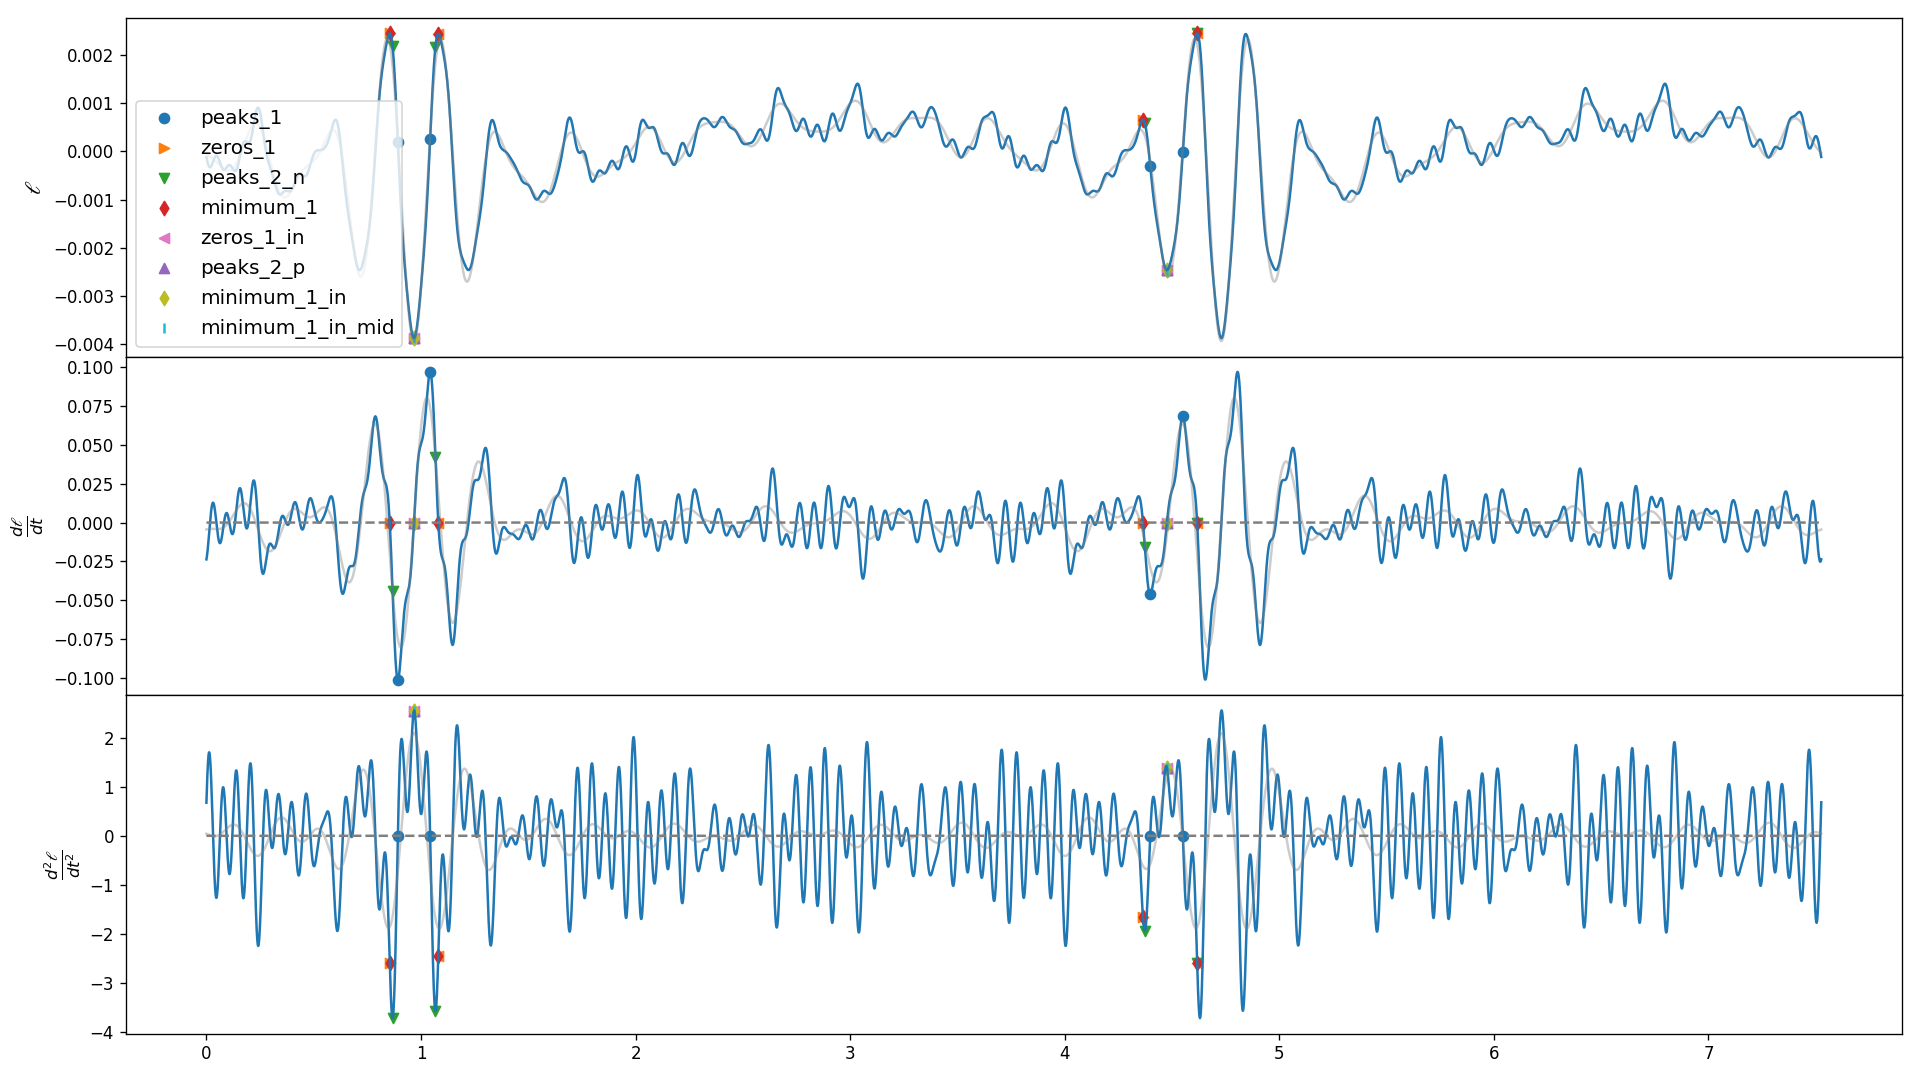 0.002
0.001
0.000
−0.001
−0.002
−0.003
−0.004
ℓ
peaks_1
zeros_1
peaks_2_n
minimum_1
zeros_1_in
peaks_2_p
minimum_1_in
minimum_1_in_mid
0.100
0.075
0.050
0.025
0.000
−0.025
−0.050
−0.075
−0.100
dℓ
dt
2
1
0
−1
−2
−3
−4
d²ℓ
dt²
0 1 2 3 4 5 6 7